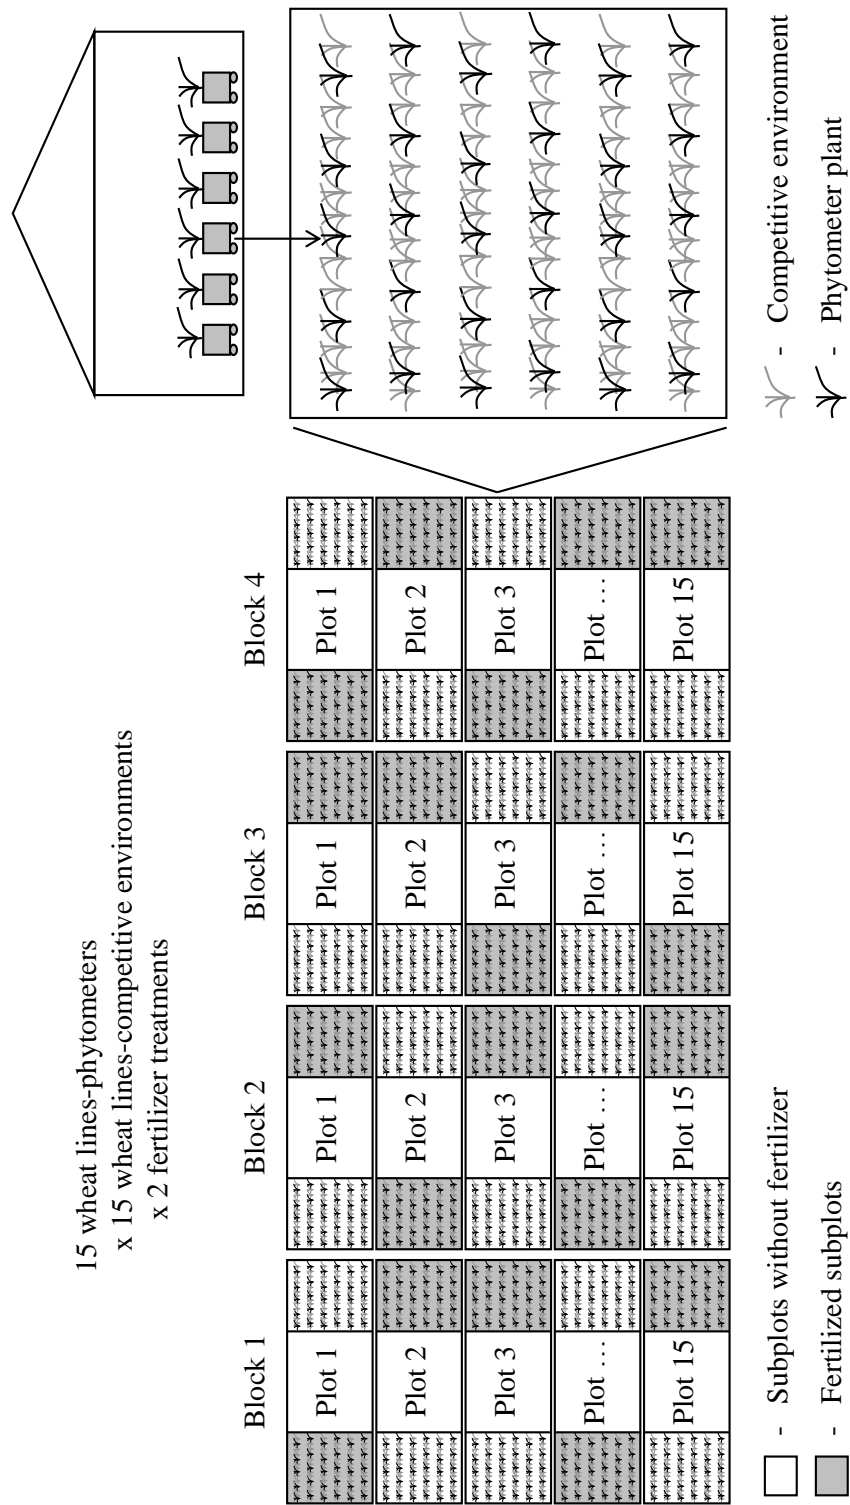 15 wheat lines-phytometers
x 15 wheat lines-competitive environments
x 2 fertilizer treatments
Block 1
Block 2
Block 3
Block 4
Plot 1
Plot 1
Plot 1
Plot 1
Plot 2
Plot 2
Plot 2
Plot 2
Plot 3
Plot 3
Plot 3
Plot 3
Plot …
Plot …
Plot …
Plot …
Plot 15
Plot 15
Plot 15
Plot 15
- Subplots without fertilizer
- Fertilized subplots
- Competitive environment
- Phytometer plant